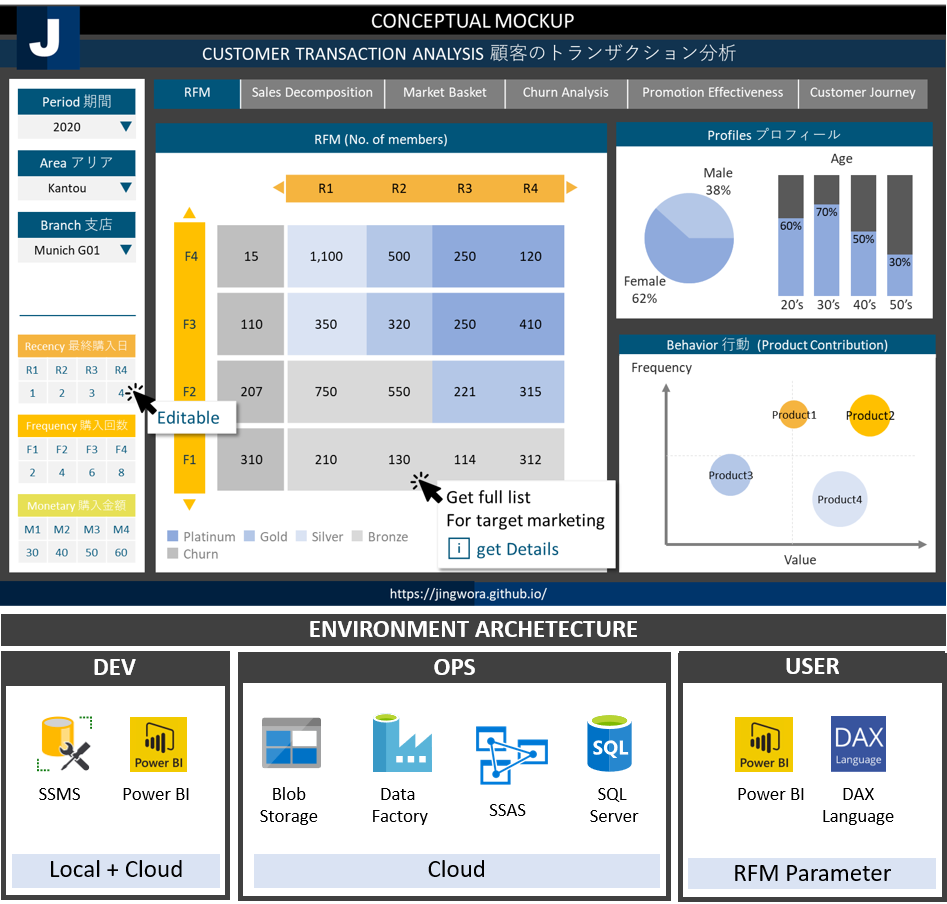 CONCEPTUAL MOCKUP
J
CUSTOMER TRANSACTION ANALYSIS 顧客のトランザクション分析
Period 期間
2020
Area アリア
Kantou
Branch 支店
Munich G01
Recency 最終購入日
R1 R2 R3 R4
1 2 3 4
Frequency 購入回数
F1 F2 F3 F4
2 4 6 8
Monetary 購入金額
M1 M2 M3 M4
30 40 50 60
Editable
RFM Sales Decomposition Market Basket Churn Analysis Promotion Effectiveness Customer Journey
RFM (No. of members)
R1 R2 R3 R4
F4 15 1,100 500 250 120
F3 110 350 320 250 410
F2 207 750 550 221 315
F1 310 210 130 114 312
Platinum Gold Silver Bronze
Churn
Get full list
For target marketing
i get Details
Profiles プロフィール
Male
38%
Female
62%
Age
60% 70% 50% 30%
20's 30's 40's 50's
Behavior 行動 (Product Contribution)
Frequency
Product1 Product2
Product3
Product4
Value
https://jingwora.github.io/
ENVIRONMENT ARCHETECTURE
DEV
SSMS
Power BI
Power BI
Local + Cloud
OPS
Blob
Storage
Data
Factory
SSAS
SQL
SQL
Server
Cloud
USER
Power BI
Power BI
DAX
Language
DAX
Language
RFM Parameter